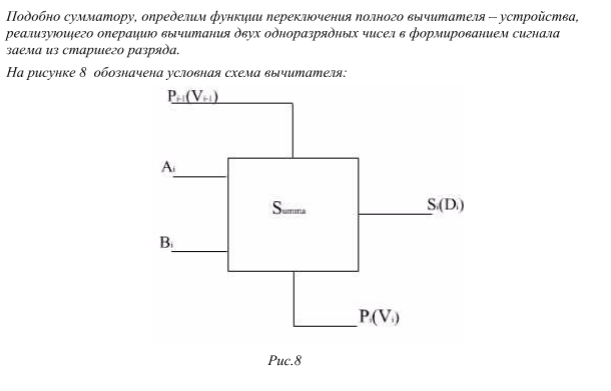 Подобно сумматору, определим функции переключения полного вычитателя – устройства,
реализующего операцию вычитания двух одноразрядных чисел в формированием сигнала
заема из старшего разряда.
На рисунке 8 обозначена условная схема вычитателя:
Pi-1(Vi-1)
Ai
Summa
Si(Di)
Bi
Pi(Vi)
Рис.8